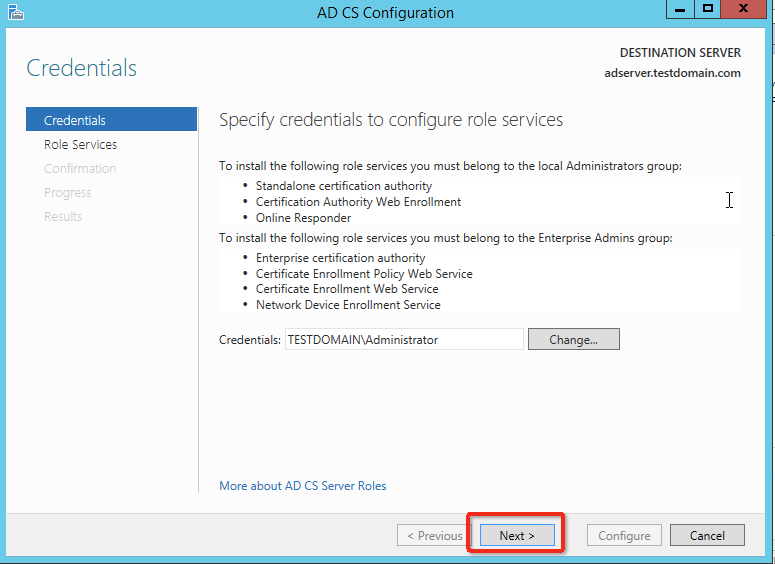 AD CS Configuration
Credentials
DESTINATION SERVER
adserver.testdomain.com
Credentials
Role Services
Confirmation
Progress
Results
Specify credentials to configure role services
To install the following role services you must belong to the local Administrators group:
• Standalone certification authority
• Certification Authority Web Enrollment
• Online Responder
To install the following role services you must belong to the Enterprise Admins group:
• Enterprise certification authority
• Certificate Enrollment Policy Web Service
• Certificate Enrollment Web Service
• Network Device Enrollment Service
Credentials: TESTDOMAIN\Administrator Change...
More about AD CS Server Roles
< Previous Next > Configure Cancel